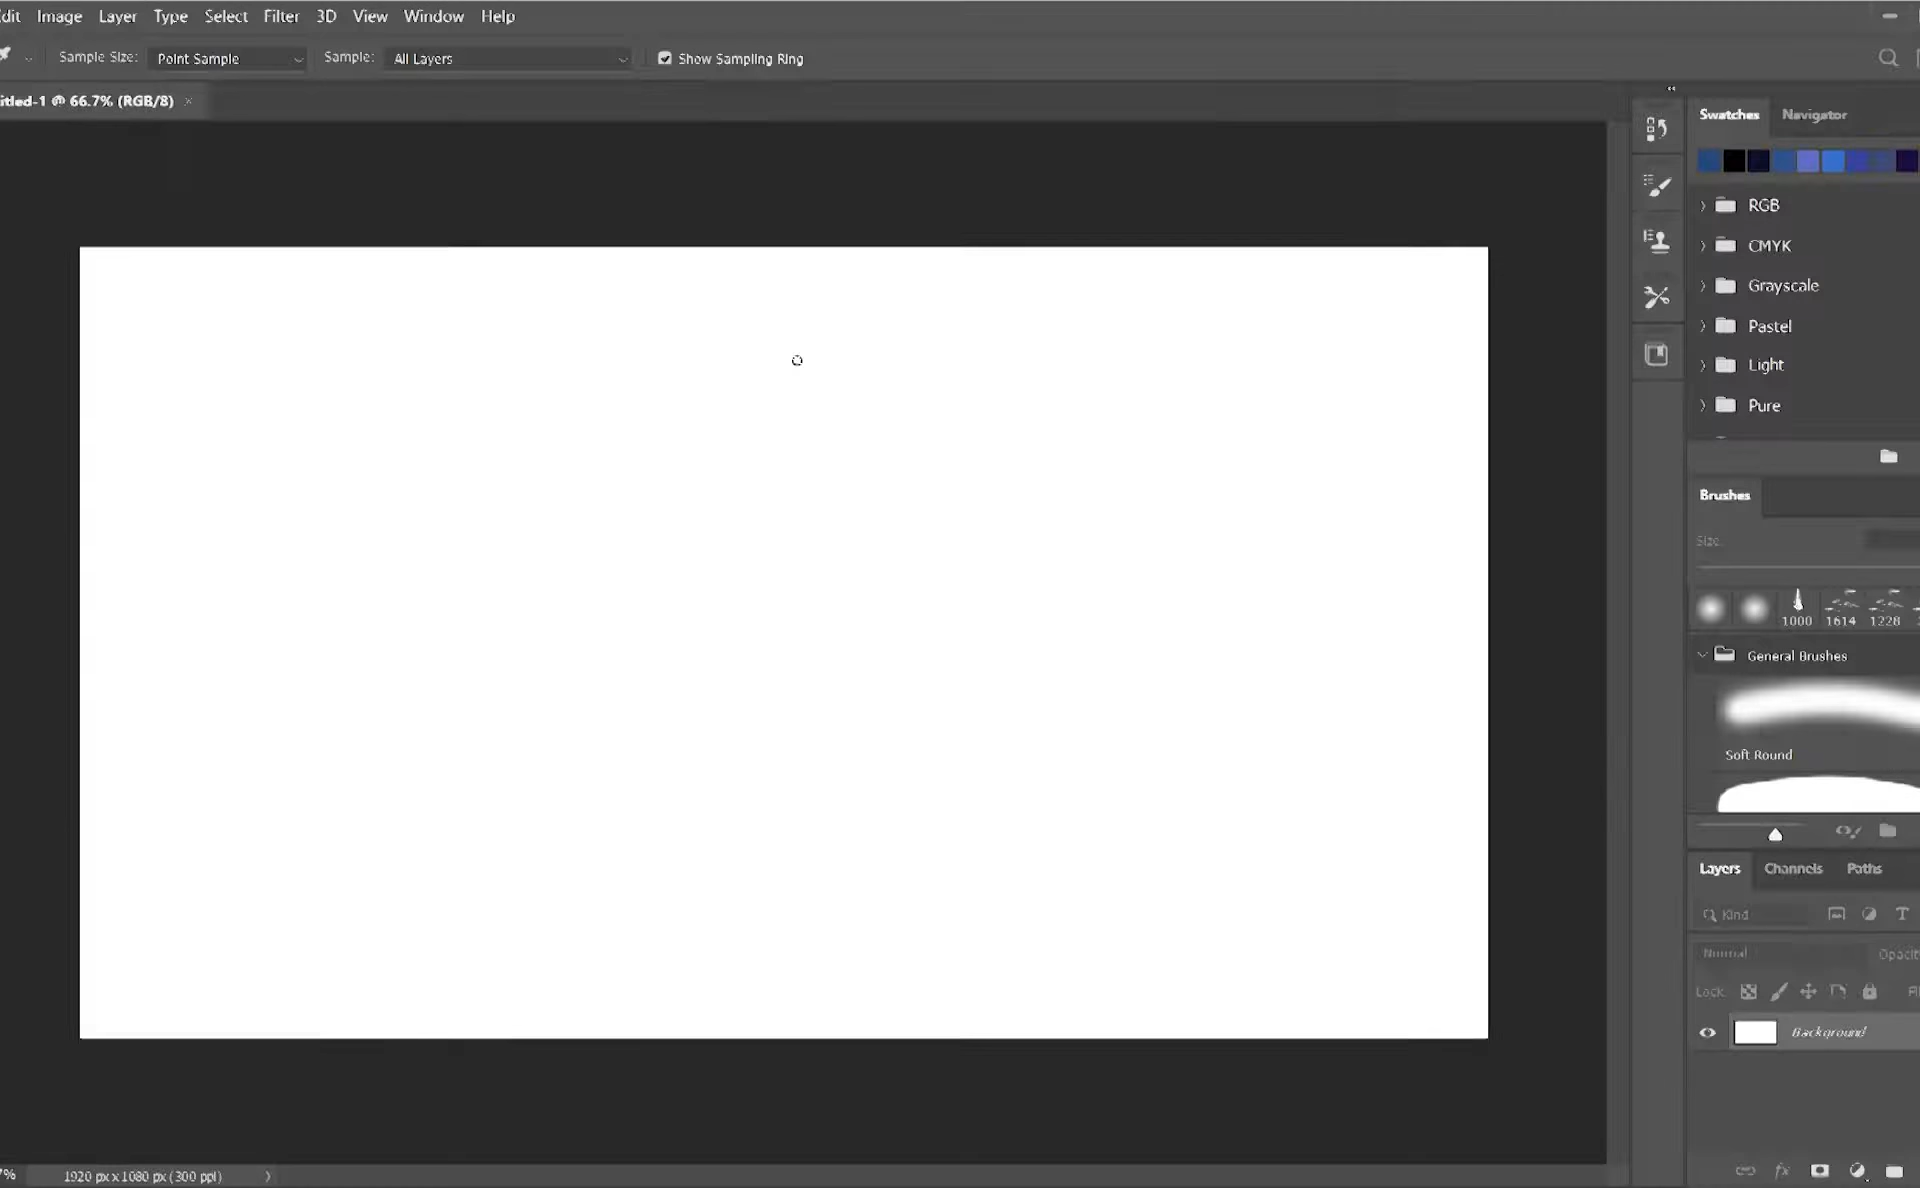 Edit Image Layer Type Select Filter 3D View Window Help
Sample Size: Point Sample Sample: All Layers Show Sampling Ring
itled-1 @ 66.7% (RGB/8) ×
Swatches Navigator
RGB
CMYK
Grayscale
Pastel
Light
Pure
Brushes
Size:
1000 1614 1228
General Brushes
Soft Round
Layers Channels Paths
Kind
Normal Opacit
Lock:
Background
7% 1920 px x 1080 px (300 ppi)